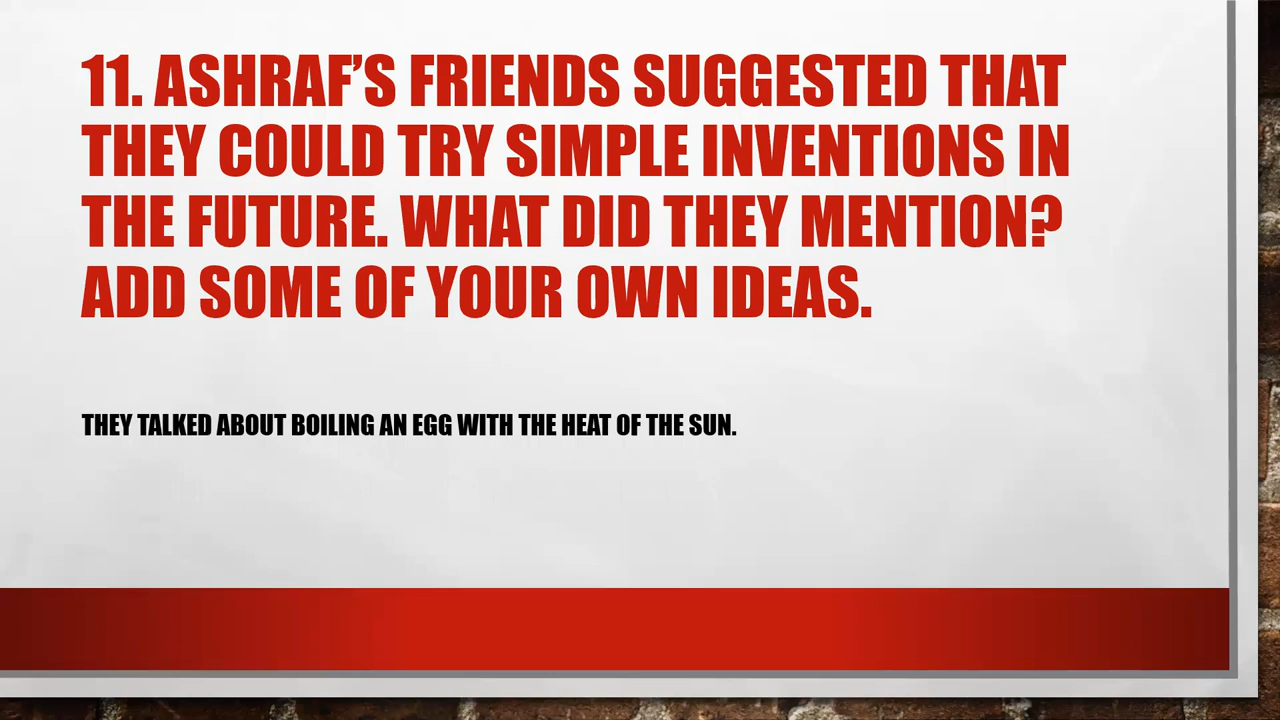 11. ASHRAF’S FRIENDS SUGGESTED THAT
THEY COULD TRY SIMPLE INVENTIONS IN
THE FUTURE. WHAT DID THEY MENTION?
ADD SOME OF YOUR OWN IDEAS.
THEY TALKED ABOUT BOILING AN EGG WITH THE HEAT OF THE SUN.